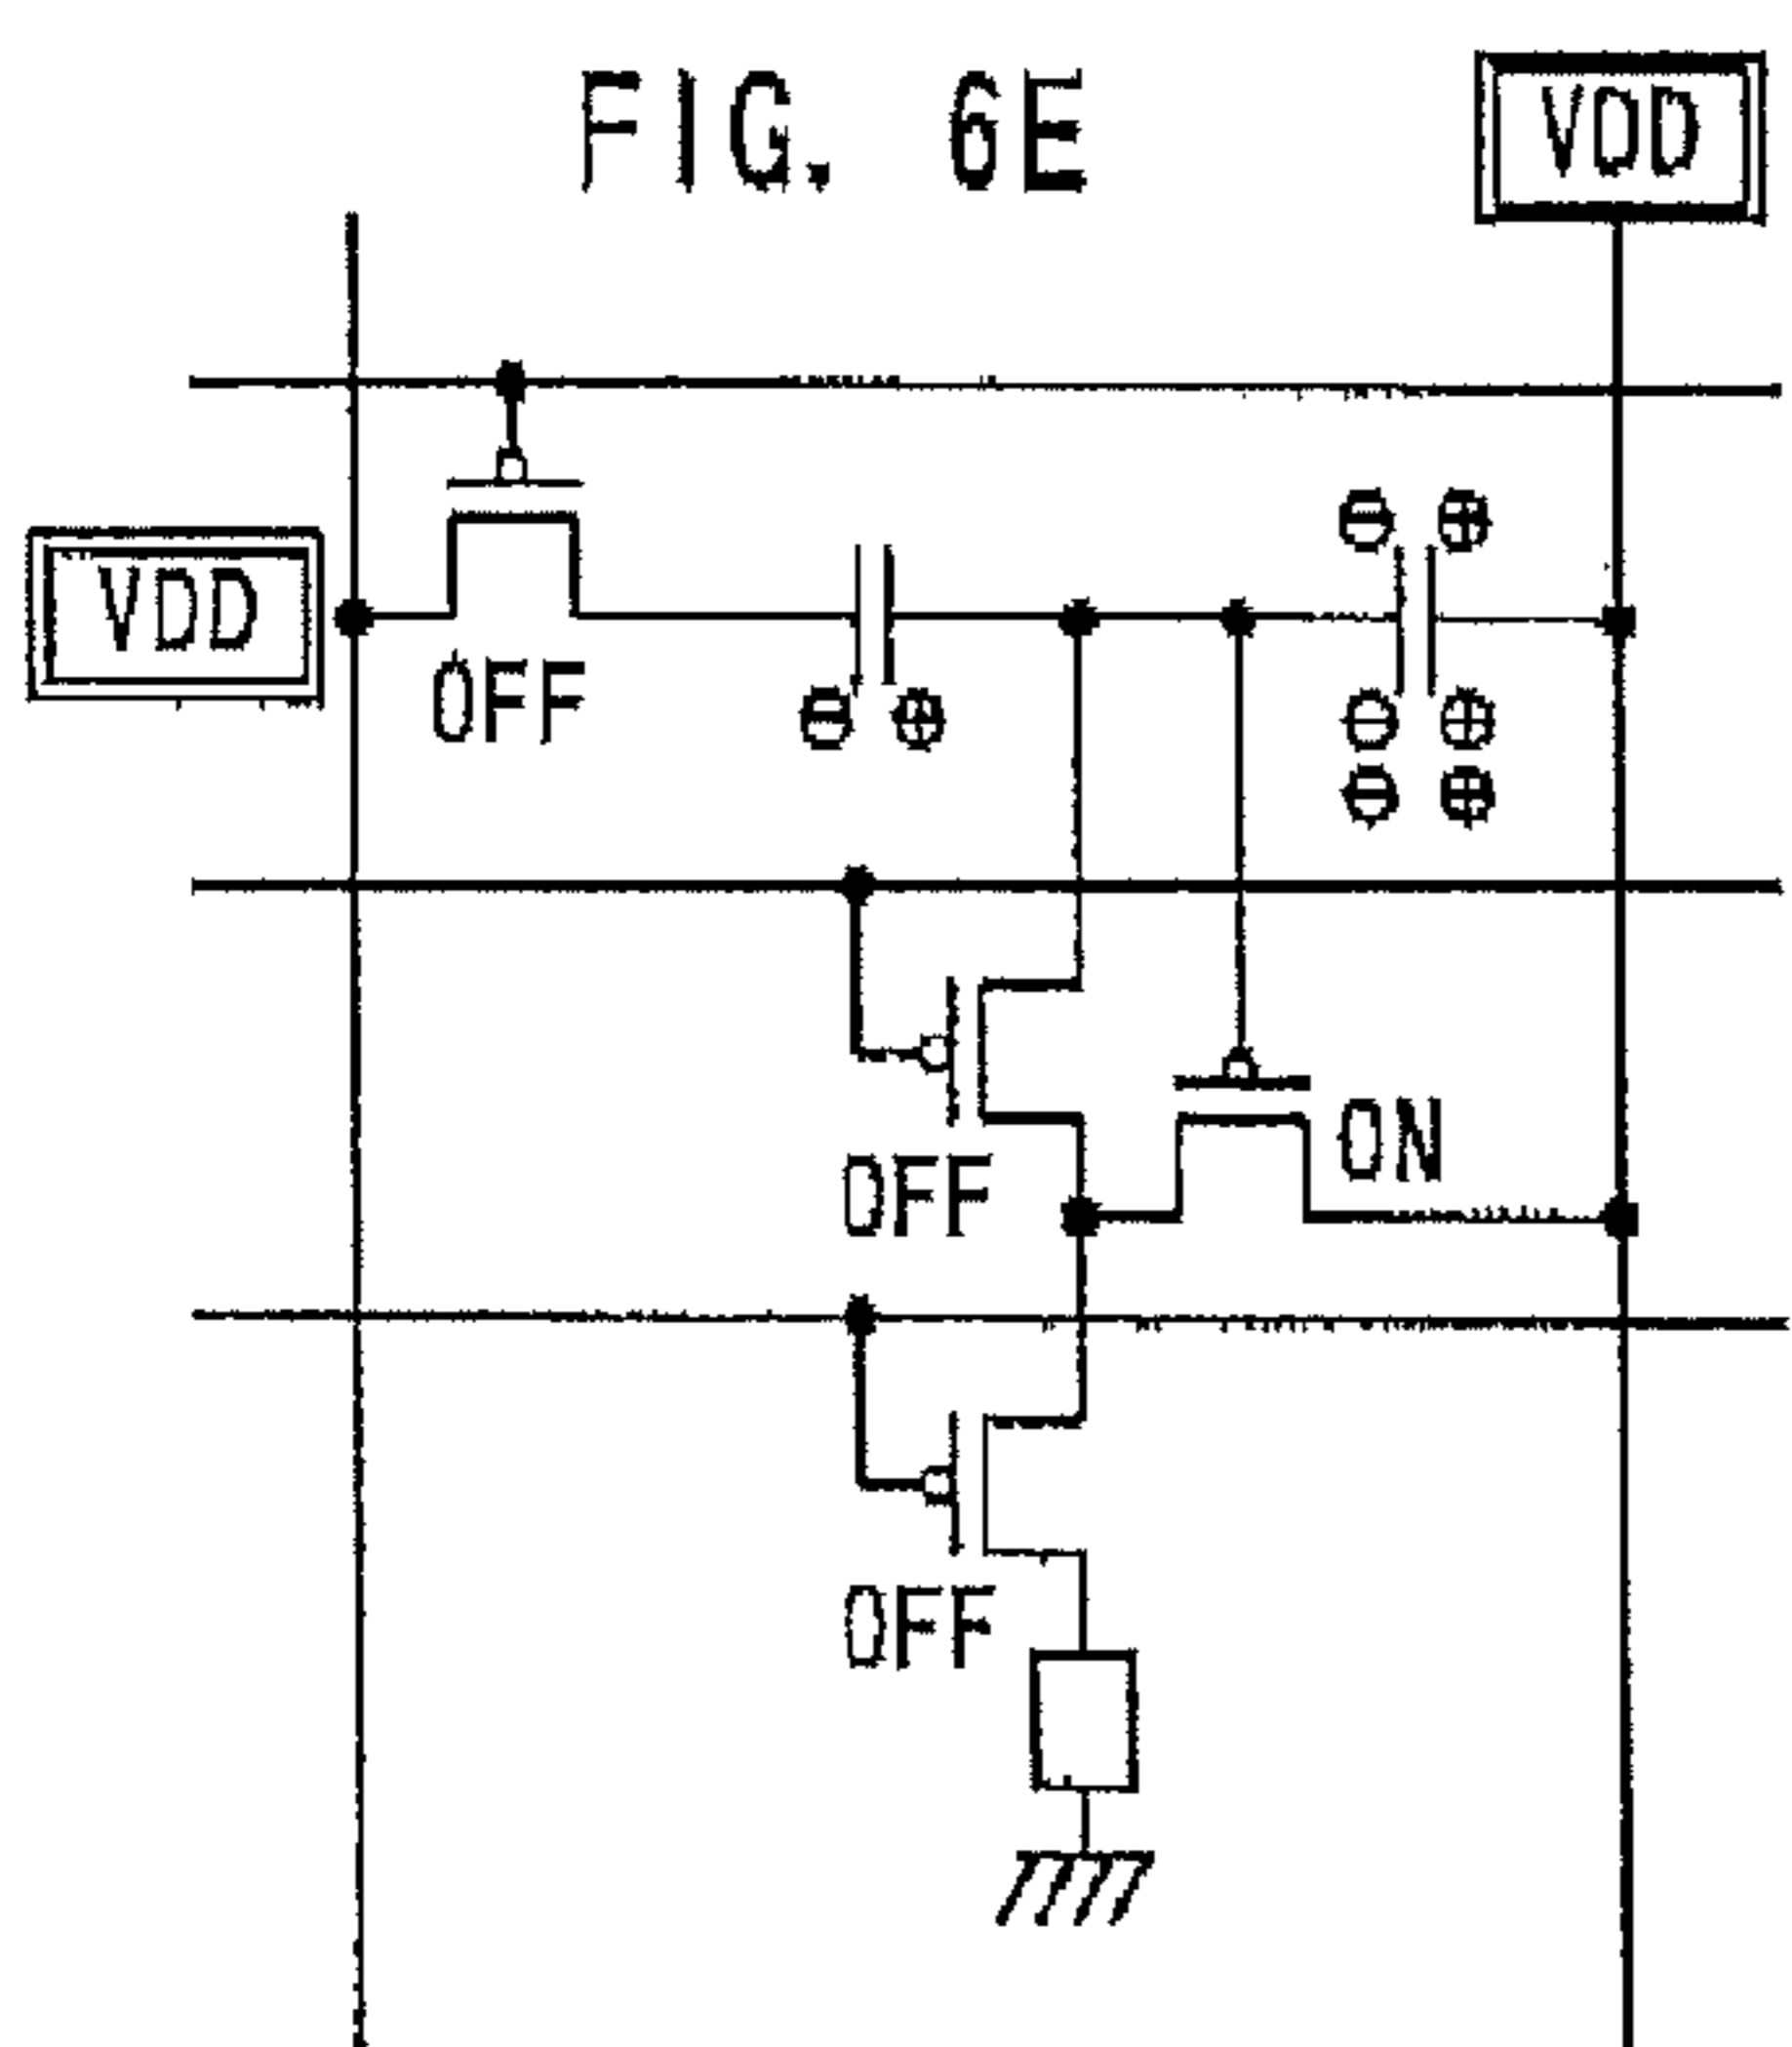 FIG. 6E
VDD
VDD
OFF
⊖ ⊕
⊖ ⊕
⊖ ⊕
⊖ ⊕
ON
OFF
OFF